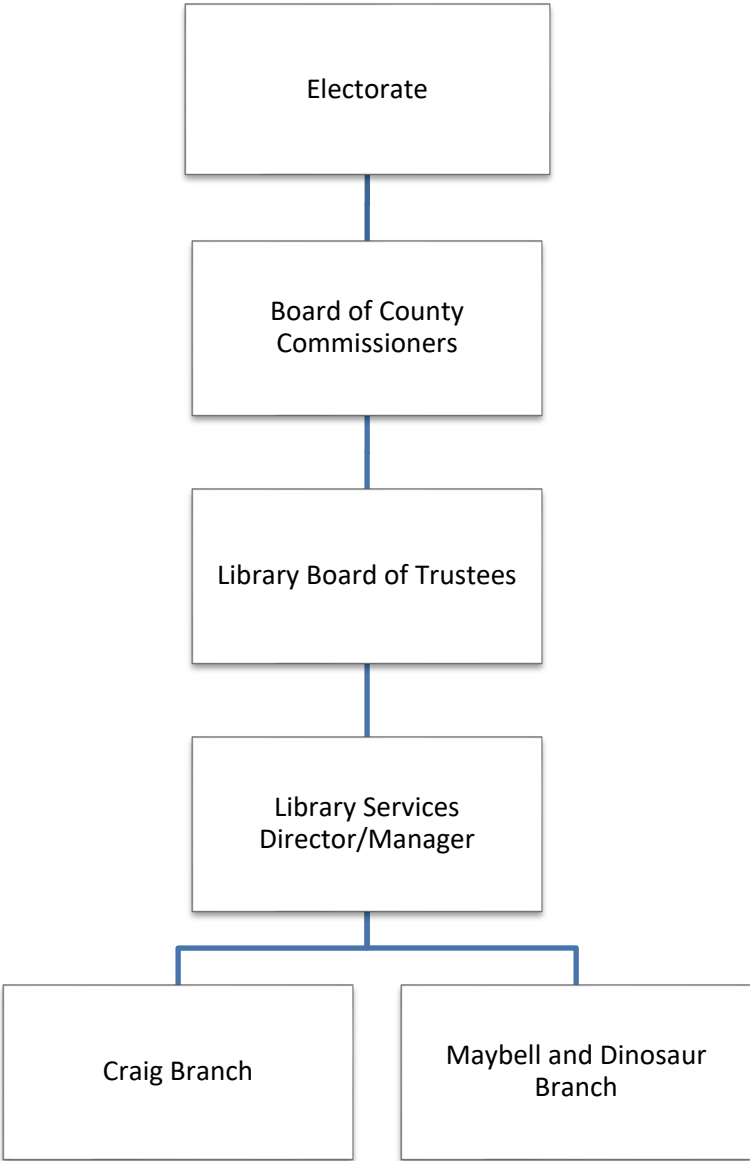 Electorate
Board of County
Commissioners
Library Board of Trustees
Library Services
Director/Manager
Craig Branch
Maybell and Dinosaur
Branch